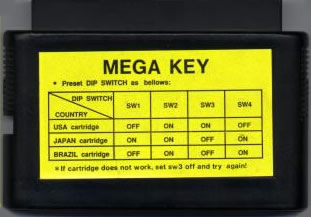 MEGA KEY
* Preset DIP SWITCH as bellows:
DIP SWITCH
COUNTRY
SW1 SW2 SW3 SW4
USA cartridge OFF ON ON OFF
JAPAN cartridge ON ON OFF ON
BRAZIL cartridge ON OFF OFF ON
* If cartridge does not work, set sw3 off and try again!